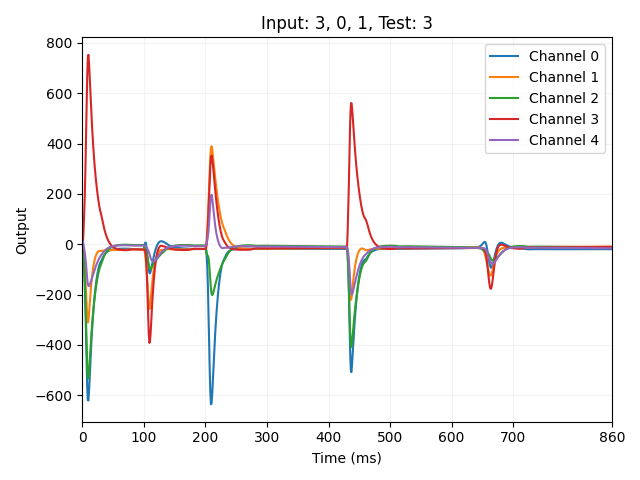 Input: 3, 0, 1, Test: 3
800
600
400
200
0
−200
−400
−600
Output
Channel 0
Channel 1
Channel 2
Channel 3
Channel 4
0 100 200 300 400 500 600 700 860
Time (ms)